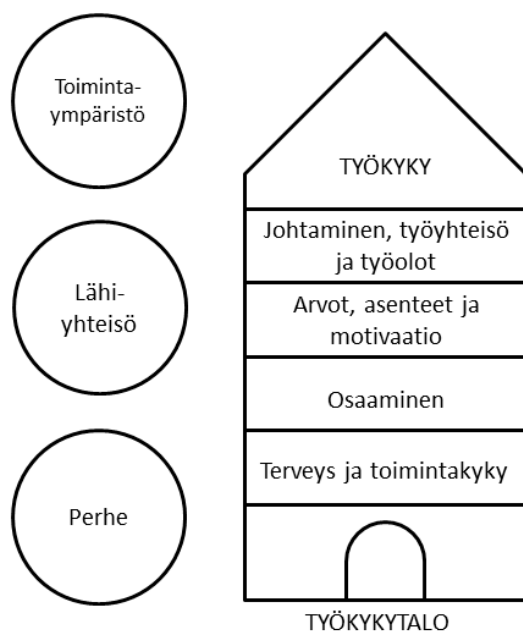 Toiminta-
ympäristö
Lähi-
yhteisö
Perhe
TYÖKYKY
Johtaminen, työyhteisö
ja työolot
Arvot, asenteet ja
motivaatio
Osaaminen
Terveys ja toimintakyky
TYÖKYKYTALO